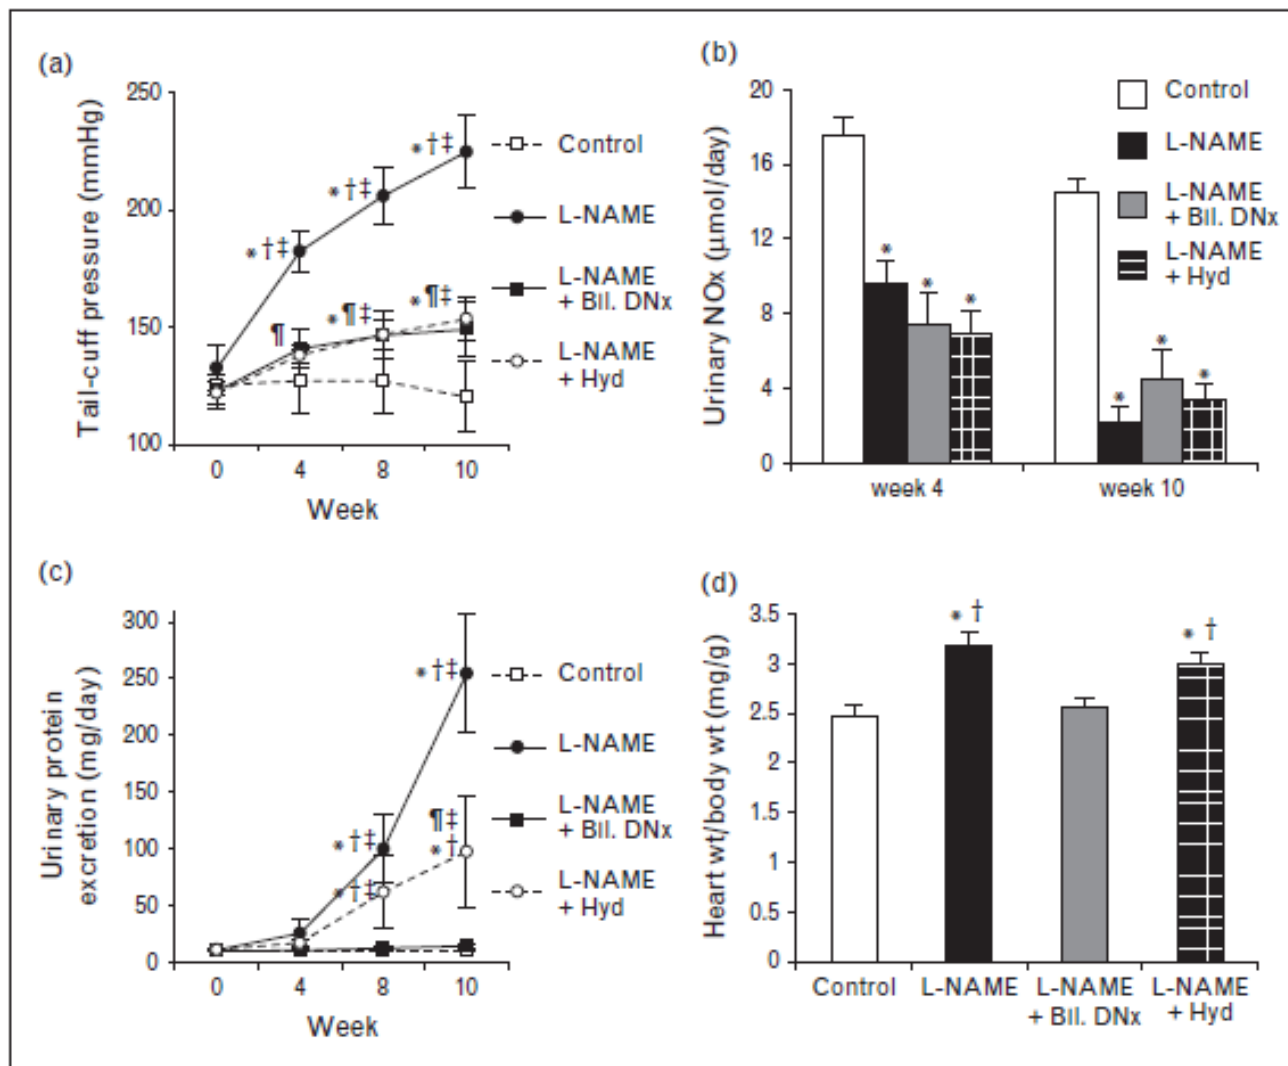 (a)
Tail-cuff pressure (mmHg)
250
200
150
100
*†‡
*†‡
*†‡
¶
*¶‡
*¶‡
0 4 8 10
Week
Control
L-NAME
L-NAME
+ Bil. DNx
L-NAME
+ Hyd
(b)
Urinary NOx (μmol/day)
20
16
12
8
4
0
* * *
* * *
week 4 week 10
Control
L-NAME
L-NAME
+ Bil. DNx
L-NAME
+ Hyd
(c)
Urinary protein
excretion (mg/day)
300
250
200
150
100
50
0
*†‡
*†‡
*†‡
¶‡
*†
0 4 8 10
Week
Control
L-NAME
L-NAME
+ Bil. DNx
L-NAME
+ Hyd
(d)
Heart wt/body wt (mg/g)
3.5
3
2.5
2
1.5
1
0.5
0
* †
* †
Control L-NAME L-NAME L-NAME
+ Bil. DNx + Hyd